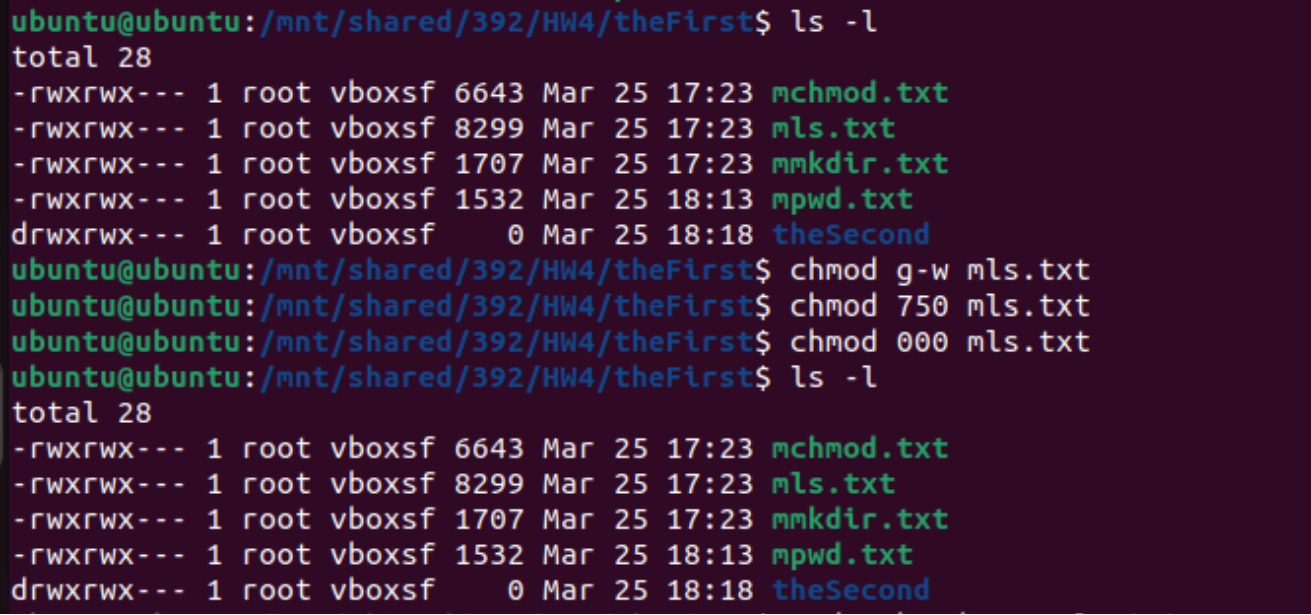 ubuntu@ubuntu:/mnt/shared/392/HW4/theFirst$ ls -l
total 28
-rwxrwx--- 1 root vboxsf 6643 Mar 25 17:23 mchmod.txt
-rwxrwx--- 1 root vboxsf 8299 Mar 25 17:23 mls.txt
-rwxrwx--- 1 root vboxsf 1707 Mar 25 17:23 mmkdir.txt
-rwxrwx--- 1 root vboxsf 1532 Mar 25 18:13 mpwd.txt
drwxrwx--- 1 root vboxsf    0 Mar 25 18:18 theSecond
ubuntu@ubuntu:/mnt/shared/392/HW4/theFirst$ chmod g-w mls.txt
ubuntu@ubuntu:/mnt/shared/392/HW4/theFirst$ chmod 750 mls.txt
ubuntu@ubuntu:/mnt/shared/392/HW4/theFirst$ chmod 000 mls.txt
ubuntu@ubuntu:/mnt/shared/392/HW4/theFirst$ ls -l
total 28
-rwxrwx--- 1 root vboxsf 6643 Mar 25 17:23 mchmod.txt
-rwxrwx--- 1 root vboxsf 8299 Mar 25 17:23 mls.txt
-rwxrwx--- 1 root vboxsf 1707 Mar 25 17:23 mmkdir.txt
-rwxrwx--- 1 root vboxsf 1532 Mar 25 18:13 mpwd.txt
drwxrwx--- 1 root vboxsf    0 Mar 25 18:18 theSecond